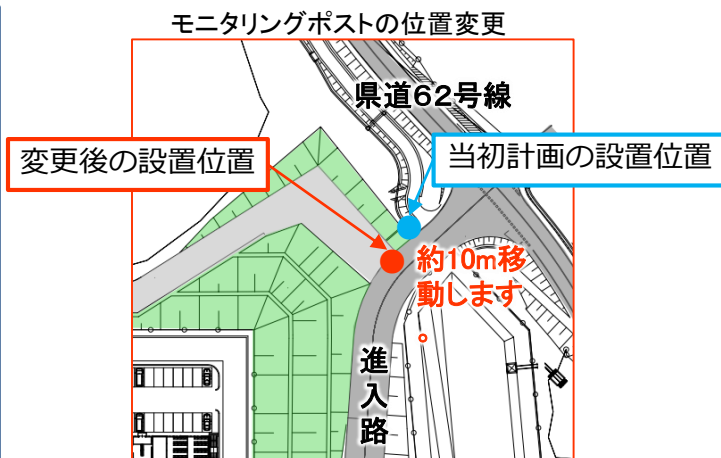 モニタリングポストの位置変更
県道62号線
変更後の設置位置
当初計画の設置位置
約10m移
動します
。
進
入
路